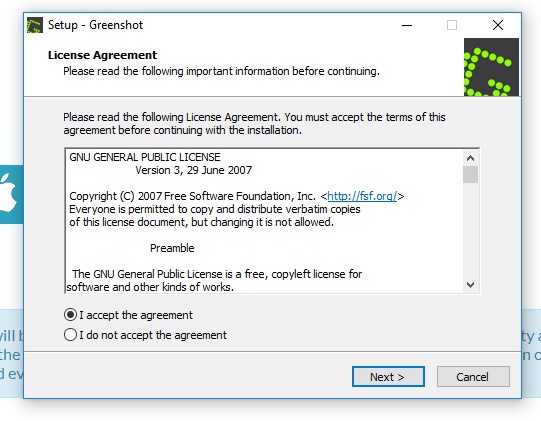 Setup - Greenshot
License Agreement
Please read the following important information before continuing.
Please read the following License Agreement. You must accept the terms of this
agreement before continuing with the installation.
GNU GENERAL PUBLIC LICENSE
Version 3, 29 June 2007
Copyright (C) 2007 Free Software Foundation, Inc. <http://fsf.org/>
Everyone is permitted to copy and distribute verbatim copies
of this license document, but changing it is not allowed.
Preamble
The GNU General Public License is a free, copyleft license for
software and other kinds of works.
I accept the agreement
I do not accept the agreement
Next >
Cancel